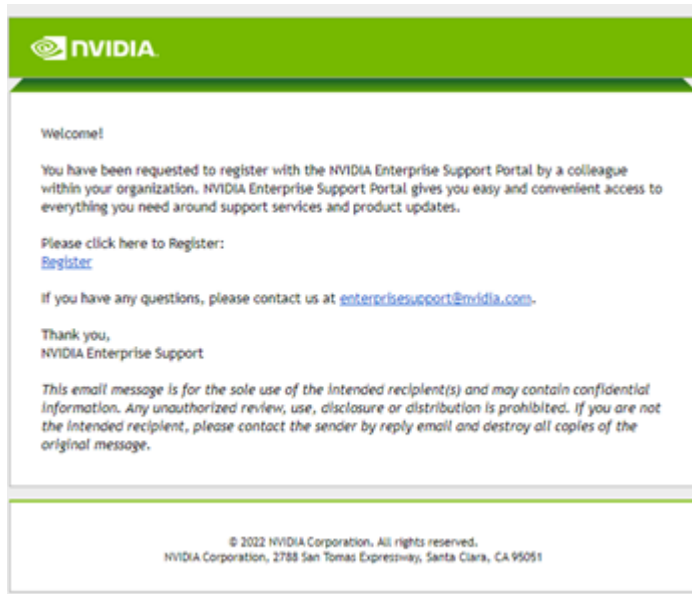 NVIDIA.
Welcome!
You have been requested to register with the NVIDIA Enterprise Support Portal by a colleague
within your organization. NVIDIA Enterprise Support Portal gives you easy and convenient access to
everything you need around support services and product updates.
Please click here to Register:
Register
If you have any questions, please contact us at enterprisesupport@nvidia.com.
Thank you,
NVIDIA Enterprise Support
This email message is for the sole use of the intended recipient(s) and may contain confidential
information. Any unauthorized review, use, disclosure or distribution is prohibited. If you are not
the intended recipient, please contact the sender by reply email and destroy all copies of the
original message.
© 2022 NVIDIA Corporation. All rights reserved.
NVIDIA Corporation, 2788 San Tomas Expressway, Santa Clara, CA 95051